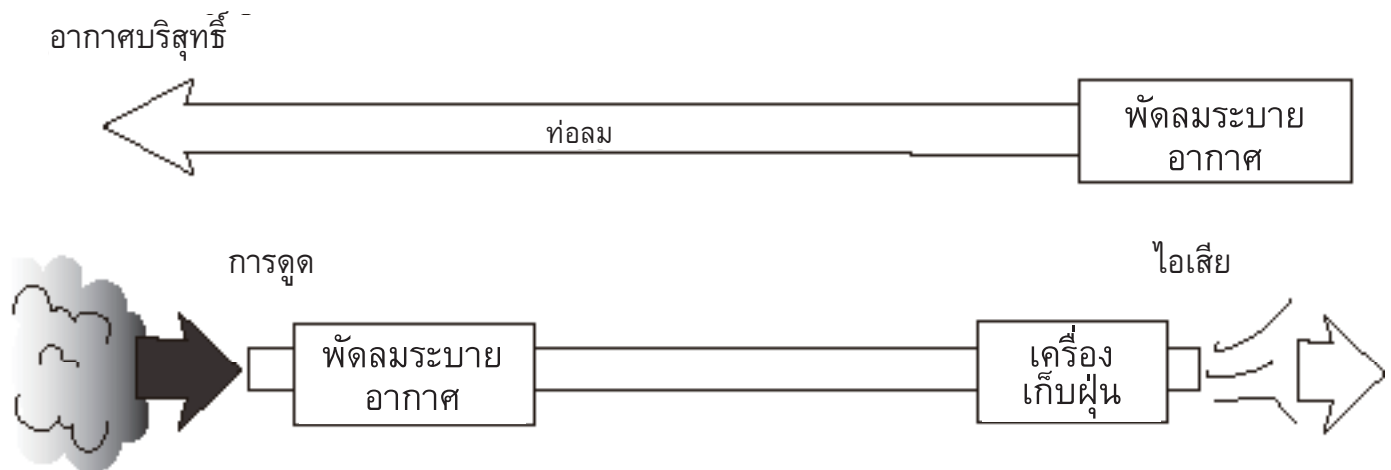 อากาศบริสุทธิ์
ท่อลม
พัดลมระบาย
อากาศ
การดูด
ไอเสีย
พัดลมระบาย
อากาศ
เครื่อง
เก็บฝุ่น